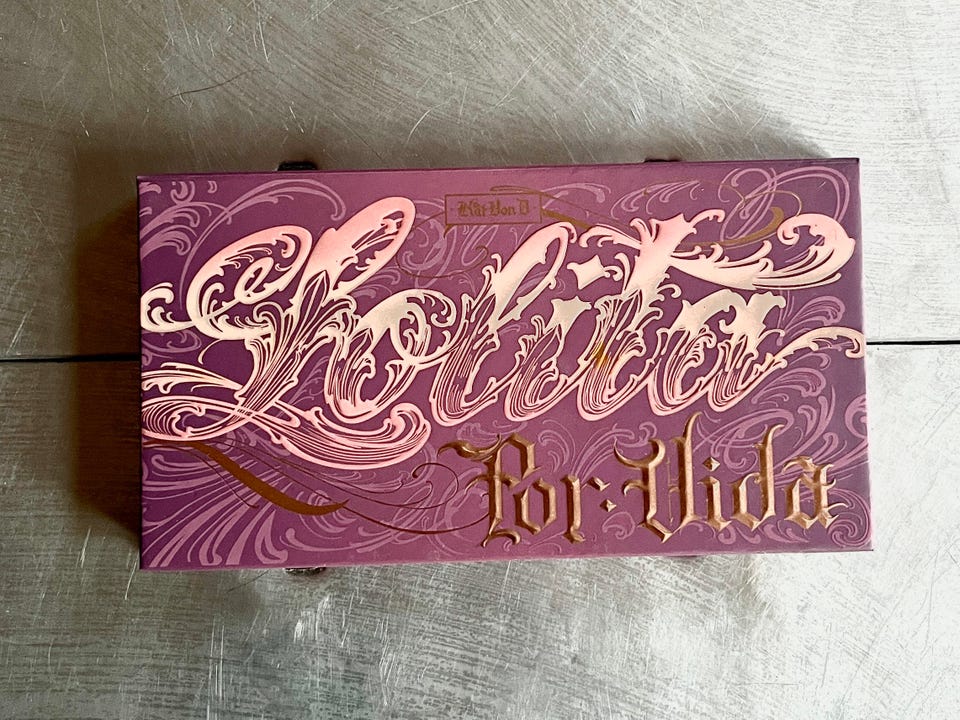 Kat Von D
Lolita
Por·Vida